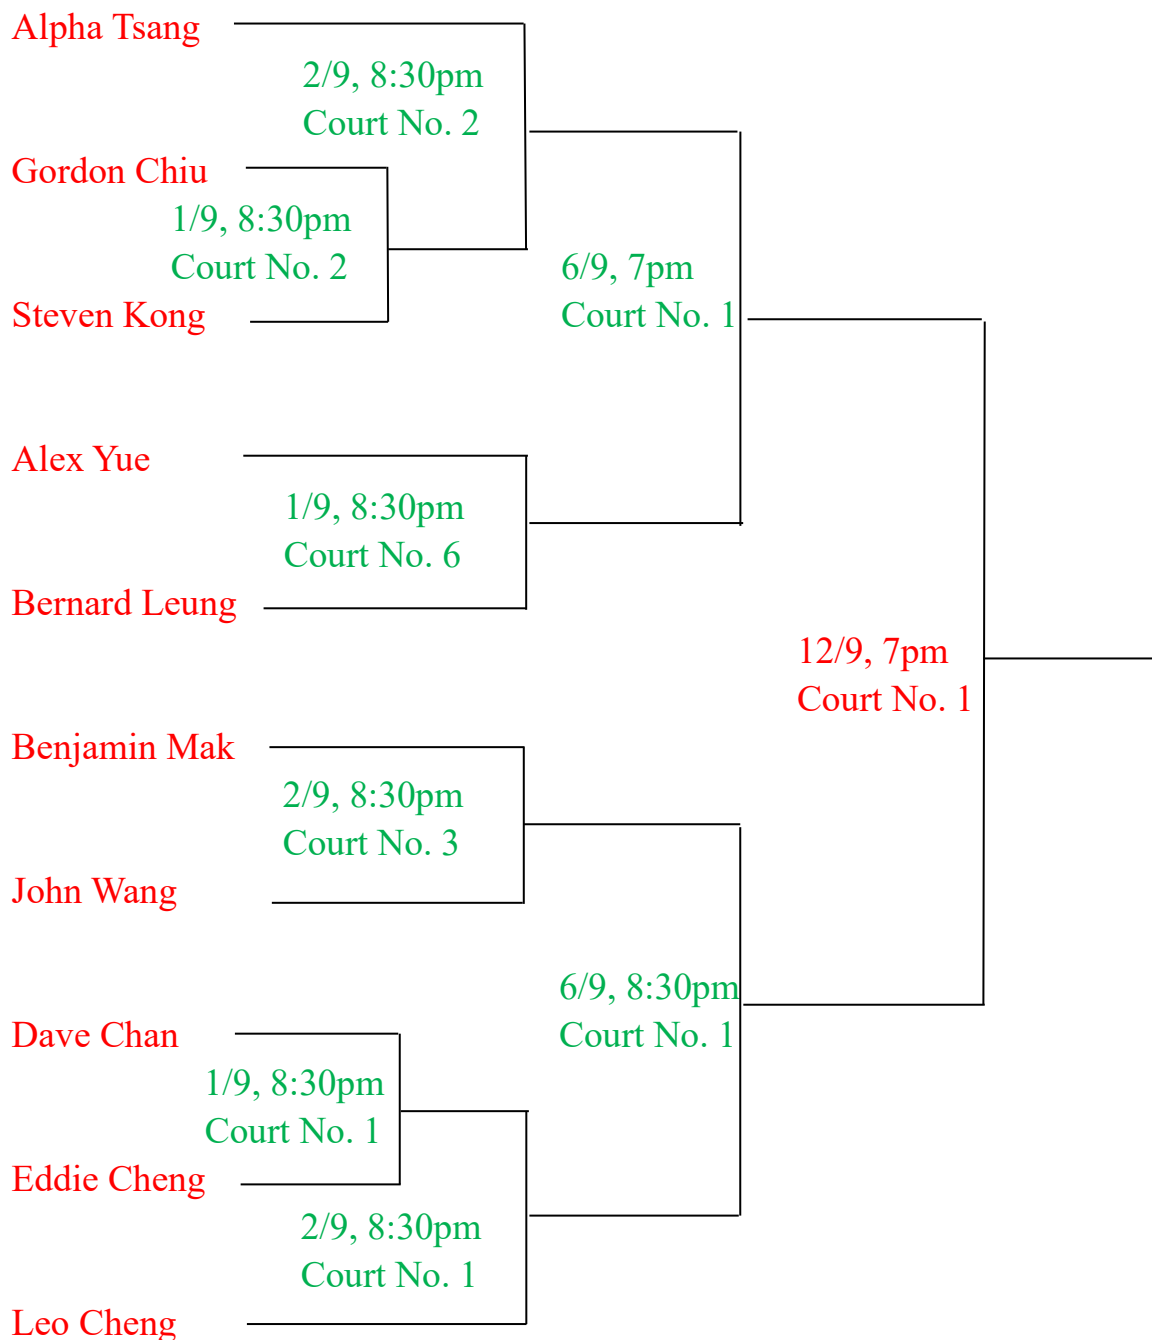 Alpha Tsang
2/9, 8:30pm
Court No. 2
Gordon Chiu
1/9, 8:30pm
Court No. 2
6/9, 7pm
Court No. 1
Steven Kong
Alex Yue
1/9, 8:30pm
Court No. 6
Bernard Leung
12/9, 7pm
Court No. 1
Benjamin Mak
2/9, 8:30pm
Court No. 3
John Wang
6/9, 8:30pm
Court No. 1
Dave Chan
1/9, 8:30pm
Court No. 1
Eddie Cheng
2/9, 8:30pm
Court No. 1
Leo Cheng